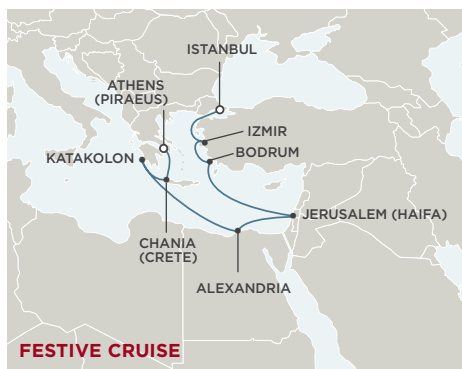 ISTANBUL
ATHENS
(PIRAEUS)
IZMIR
BODRUM
KATAKOLON
JERUSALEM (HAIFA)
CHANIA
(CRETE)
ALEXANDRIA
FESTIVE CRUISE